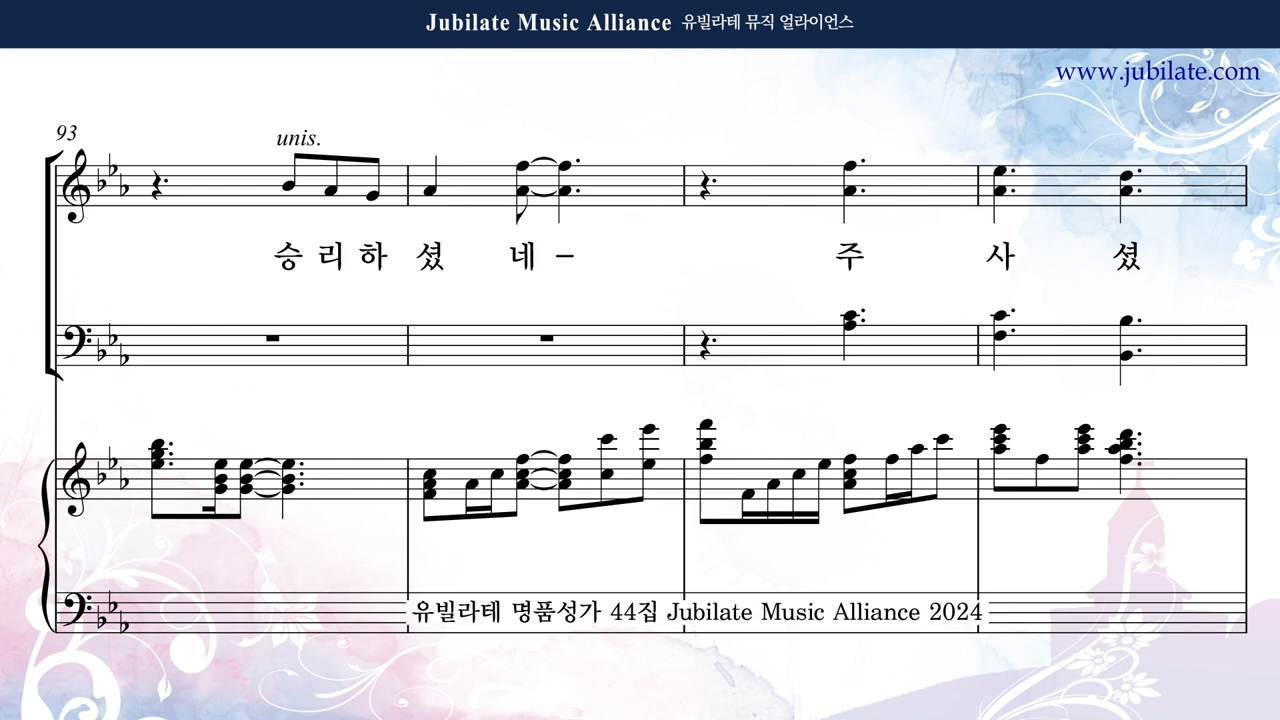 Jubilate Music Alliance 유빌라테 뮤직 얼라이언스
www.jubilate.com
93
unis.
승 리 하 셨 네 – 주 사 셨
유빌라테 명품성가 44집 Jubilate Music Alliance 2024